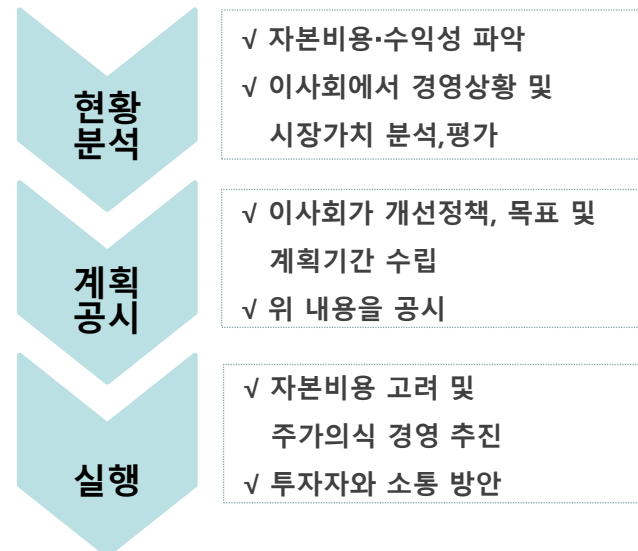 현황
분석
√ 자본비용·수익성 파악
√ 이사회에서 경영상황 및
시장가치 분석,평가
계획
공시
√ 이사회가 개선정책, 목표 및
계획기간 수립
√ 위 내용을 공시
실행
√ 자본비용 고려 및
주가의식 경영 추진
√ 투자자와 소통 방안